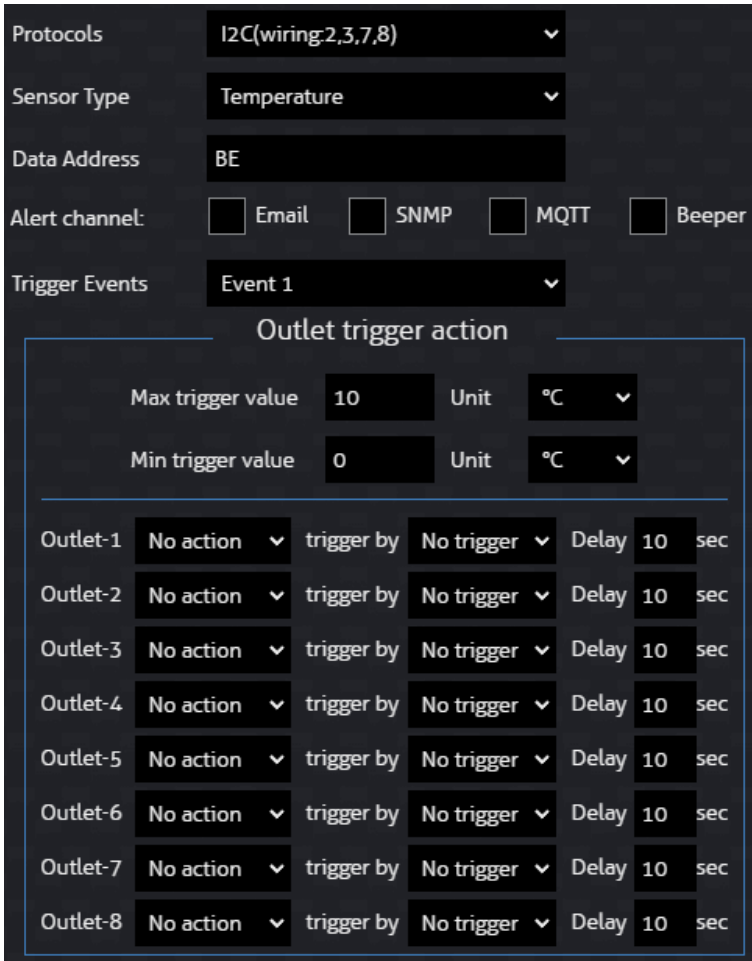 Protocols I2C(wiring:2,3,7,8)
Sensor Type Temperature
Data Address BE
Alert channel: Email SNMP MQTT Beeper
Trigger Events Event 1
Outlet trigger action
Max trigger value 10 Unit °C
Min trigger value 0 Unit °C
Outlet-1 No action trigger by No trigger Delay 10 sec
Outlet-2 No action trigger by No trigger Delay 10 sec
Outlet-3 No action trigger by No trigger Delay 10 sec
Outlet-4 No action trigger by No trigger Delay 10 sec
Outlet-5 No action trigger by No trigger Delay 10 sec
Outlet-6 No action trigger by No trigger Delay 10 sec
Outlet-7 No action trigger by No trigger Delay 10 sec
Outlet-8 No action trigger by No trigger Delay 10 sec